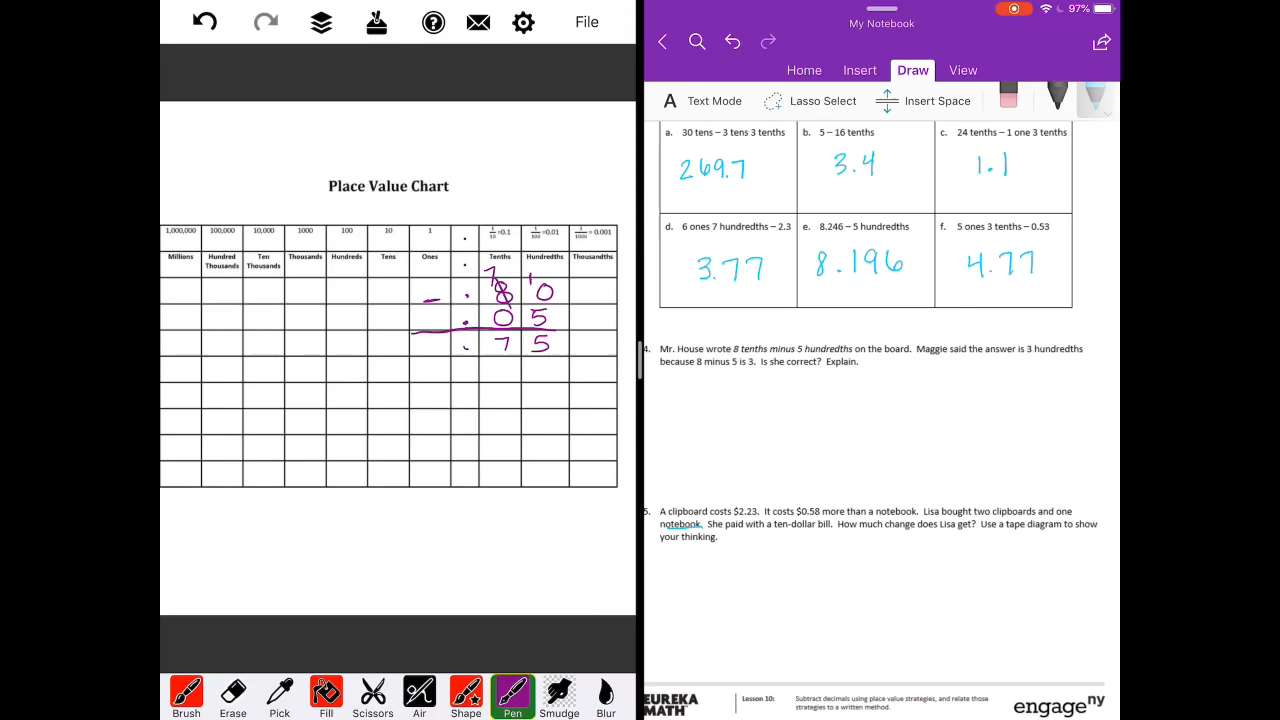 File
97%
My Notebook
Home Insert Draw View
Text Mode Lasso Select Insert Space
Place Value Chart
1,000,000 100,000 10,000 1000 100 10 1 . 1/10 =0.1 1/100 =0.01 1/1000 = 0.001
Millions Hundred Thousands Ten Thousands Thousands Hundreds Tens Ones . Tenths Hundredths Thousandths
7 1
- . 8 0
. 0 5
. 7 5
a. 30 tens – 3 tens 3 tenths
269.7
b. 5 – 16 tenths
3.4
c. 24 tenths – 1 one 3 tenths
1.1
d. 6 ones 7 hundredths – 2.3
3.77
e. 8.246 – 5 hundredths
8.196
f. 5 ones 3 tenths – 0.53
4.77
4. Mr. House wrote 8 tenths minus 5 hundredths on the board. Maggie said the answer is 3 hundredths
because 8 minus 5 is 3. Is she correct? Explain.
5. A clipboard costs $2.23. It costs $0.58 more than a notebook. Lisa bought two clipboards and one
notebook. She paid with a ten-dollar bill. How much change does Lisa get? Use a tape diagram to show
your thinking.
EUREKA
MATH
Lesson 10: Subtract decimals using place value strategies, and relate those
strategies to a written method.
engage ny
Brush Erase Pick Fill Scissors Air Shape Pen Smudge Blur